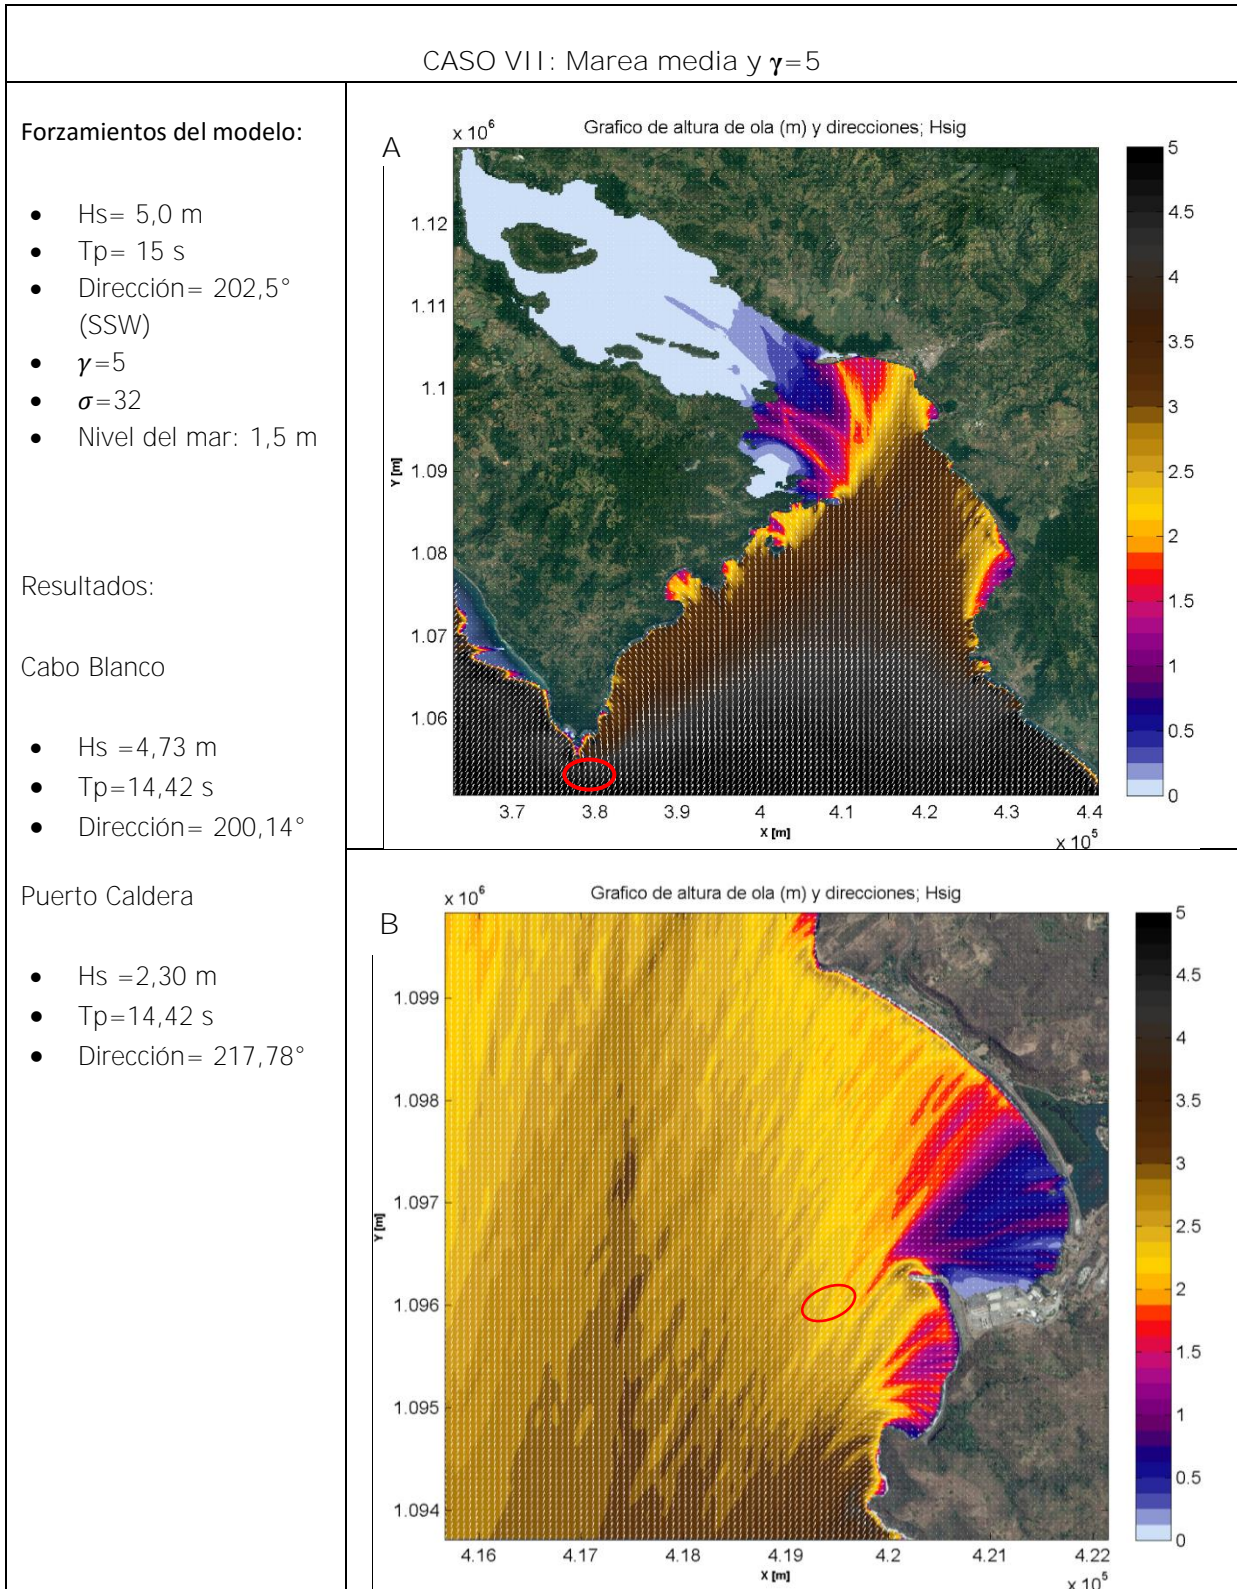 CASO VII: Marea media y γ=5
Forzamientos del modelo:
• Hs= 5,0 m
• Tp= 15 s
• Dirección= 202,5°
(SSW)
• γ=5
• σ=32
• Nivel del mar: 1,5 m
Resultados:
Cabo Blanco
• Hs =4,73 m
• Tp=14,42 s
• Dirección= 200,14°
Puerto Caldera
• Hs =2,30 m
• Tp=14,42 s
• Dirección= 217,78°
A
x 10⁶
Grafico de altura de ola (m) y direcciones; Hsig
1.12
1.11
1.1
1.09
1.08
1.07
1.06
Y [m]
3.7 3.8 3.9 4 4.1 4.2 4.3 4.4
X [m]
x 10⁵
5
4.5
4
3.5
3
2.5
2
1.5
1
0.5
0
B
x 10⁶
Grafico de altura de ola (m) y direcciones; Hsig
1.099
1.098
1.097
1.096
1.095
1.094
Y [m]
4.16 4.17 4.18 4.19 4.2 4.21 4.22
X [m]
x 10⁵
5
4.5
4
3.5
3
2.5
2
1.5
1
0.5
0